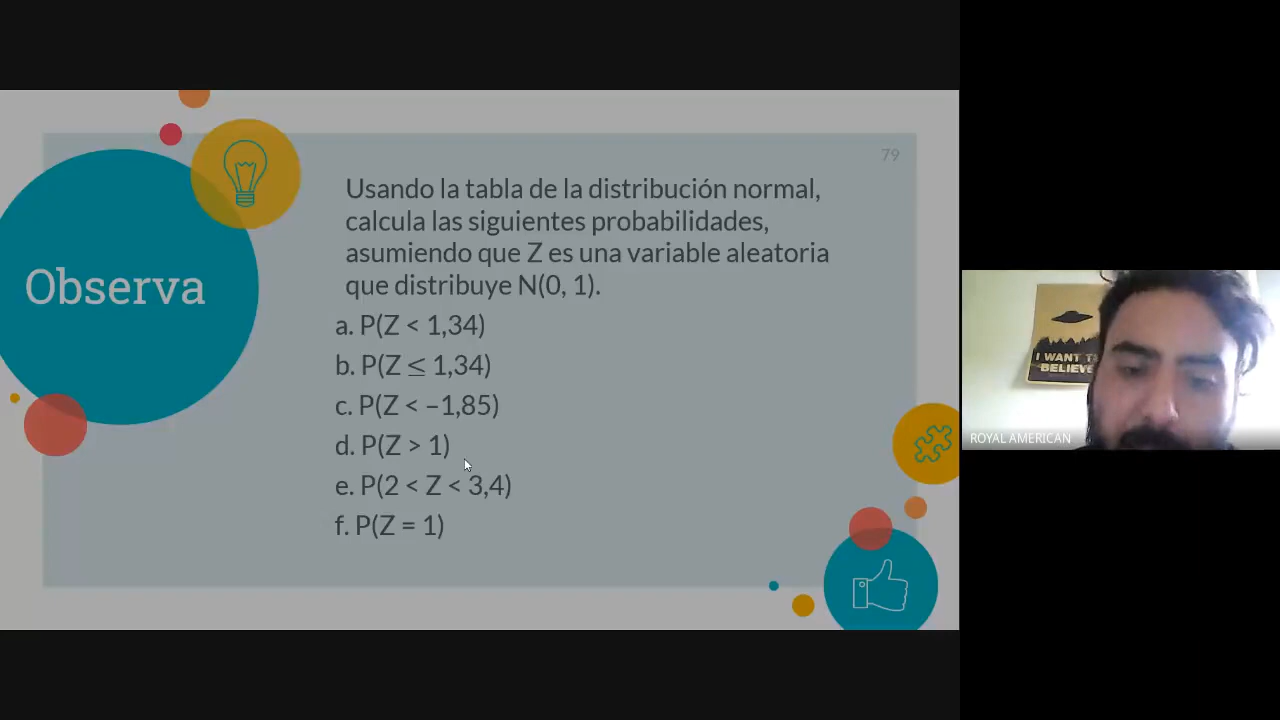 79
Observa
Usando la tabla de la distribución normal,
calcula las siguientes probabilidades,
asumiendo que Z es una variable aleatoria
que distribuye N(0, 1).
a. P(Z < 1,34)
b. P(Z ≤ 1,34)
c. P(Z < –1,85)
d. P(Z > 1)
e. P(2 < Z < 3,4)
f. P(Z = 1)
I WANT T
BELIEVE
ROYAL AMERICAN